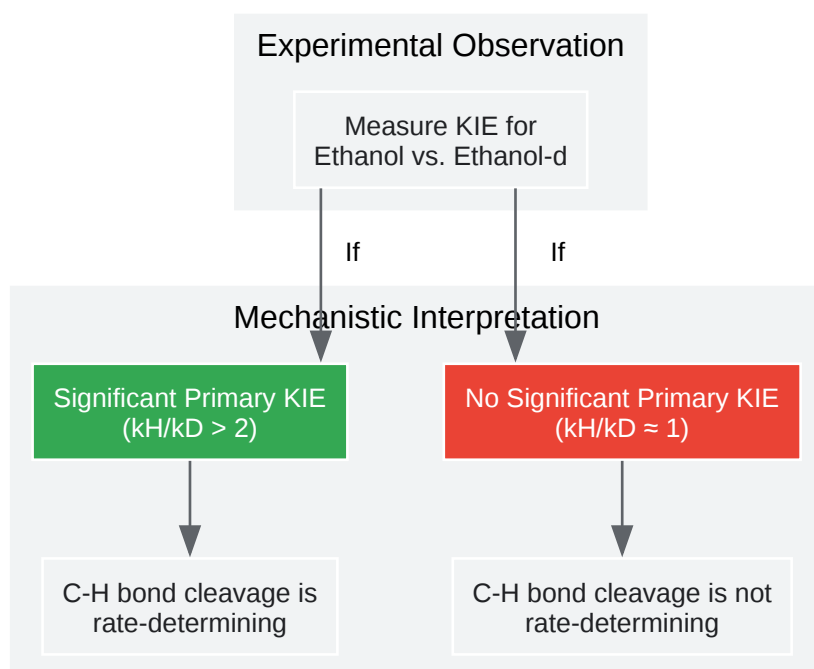 Experimental Observation
Measure KIE for
Ethanol vs. Ethanol-d
If
If
Mechanistic Interpretation
Significant Primary KIE
(kH/kD > 2)
No Significant Primary KIE
(kH/kD ≈ 1)
C-H bond cleavage is
rate-determining
C-H bond cleavage is not
rate-determining